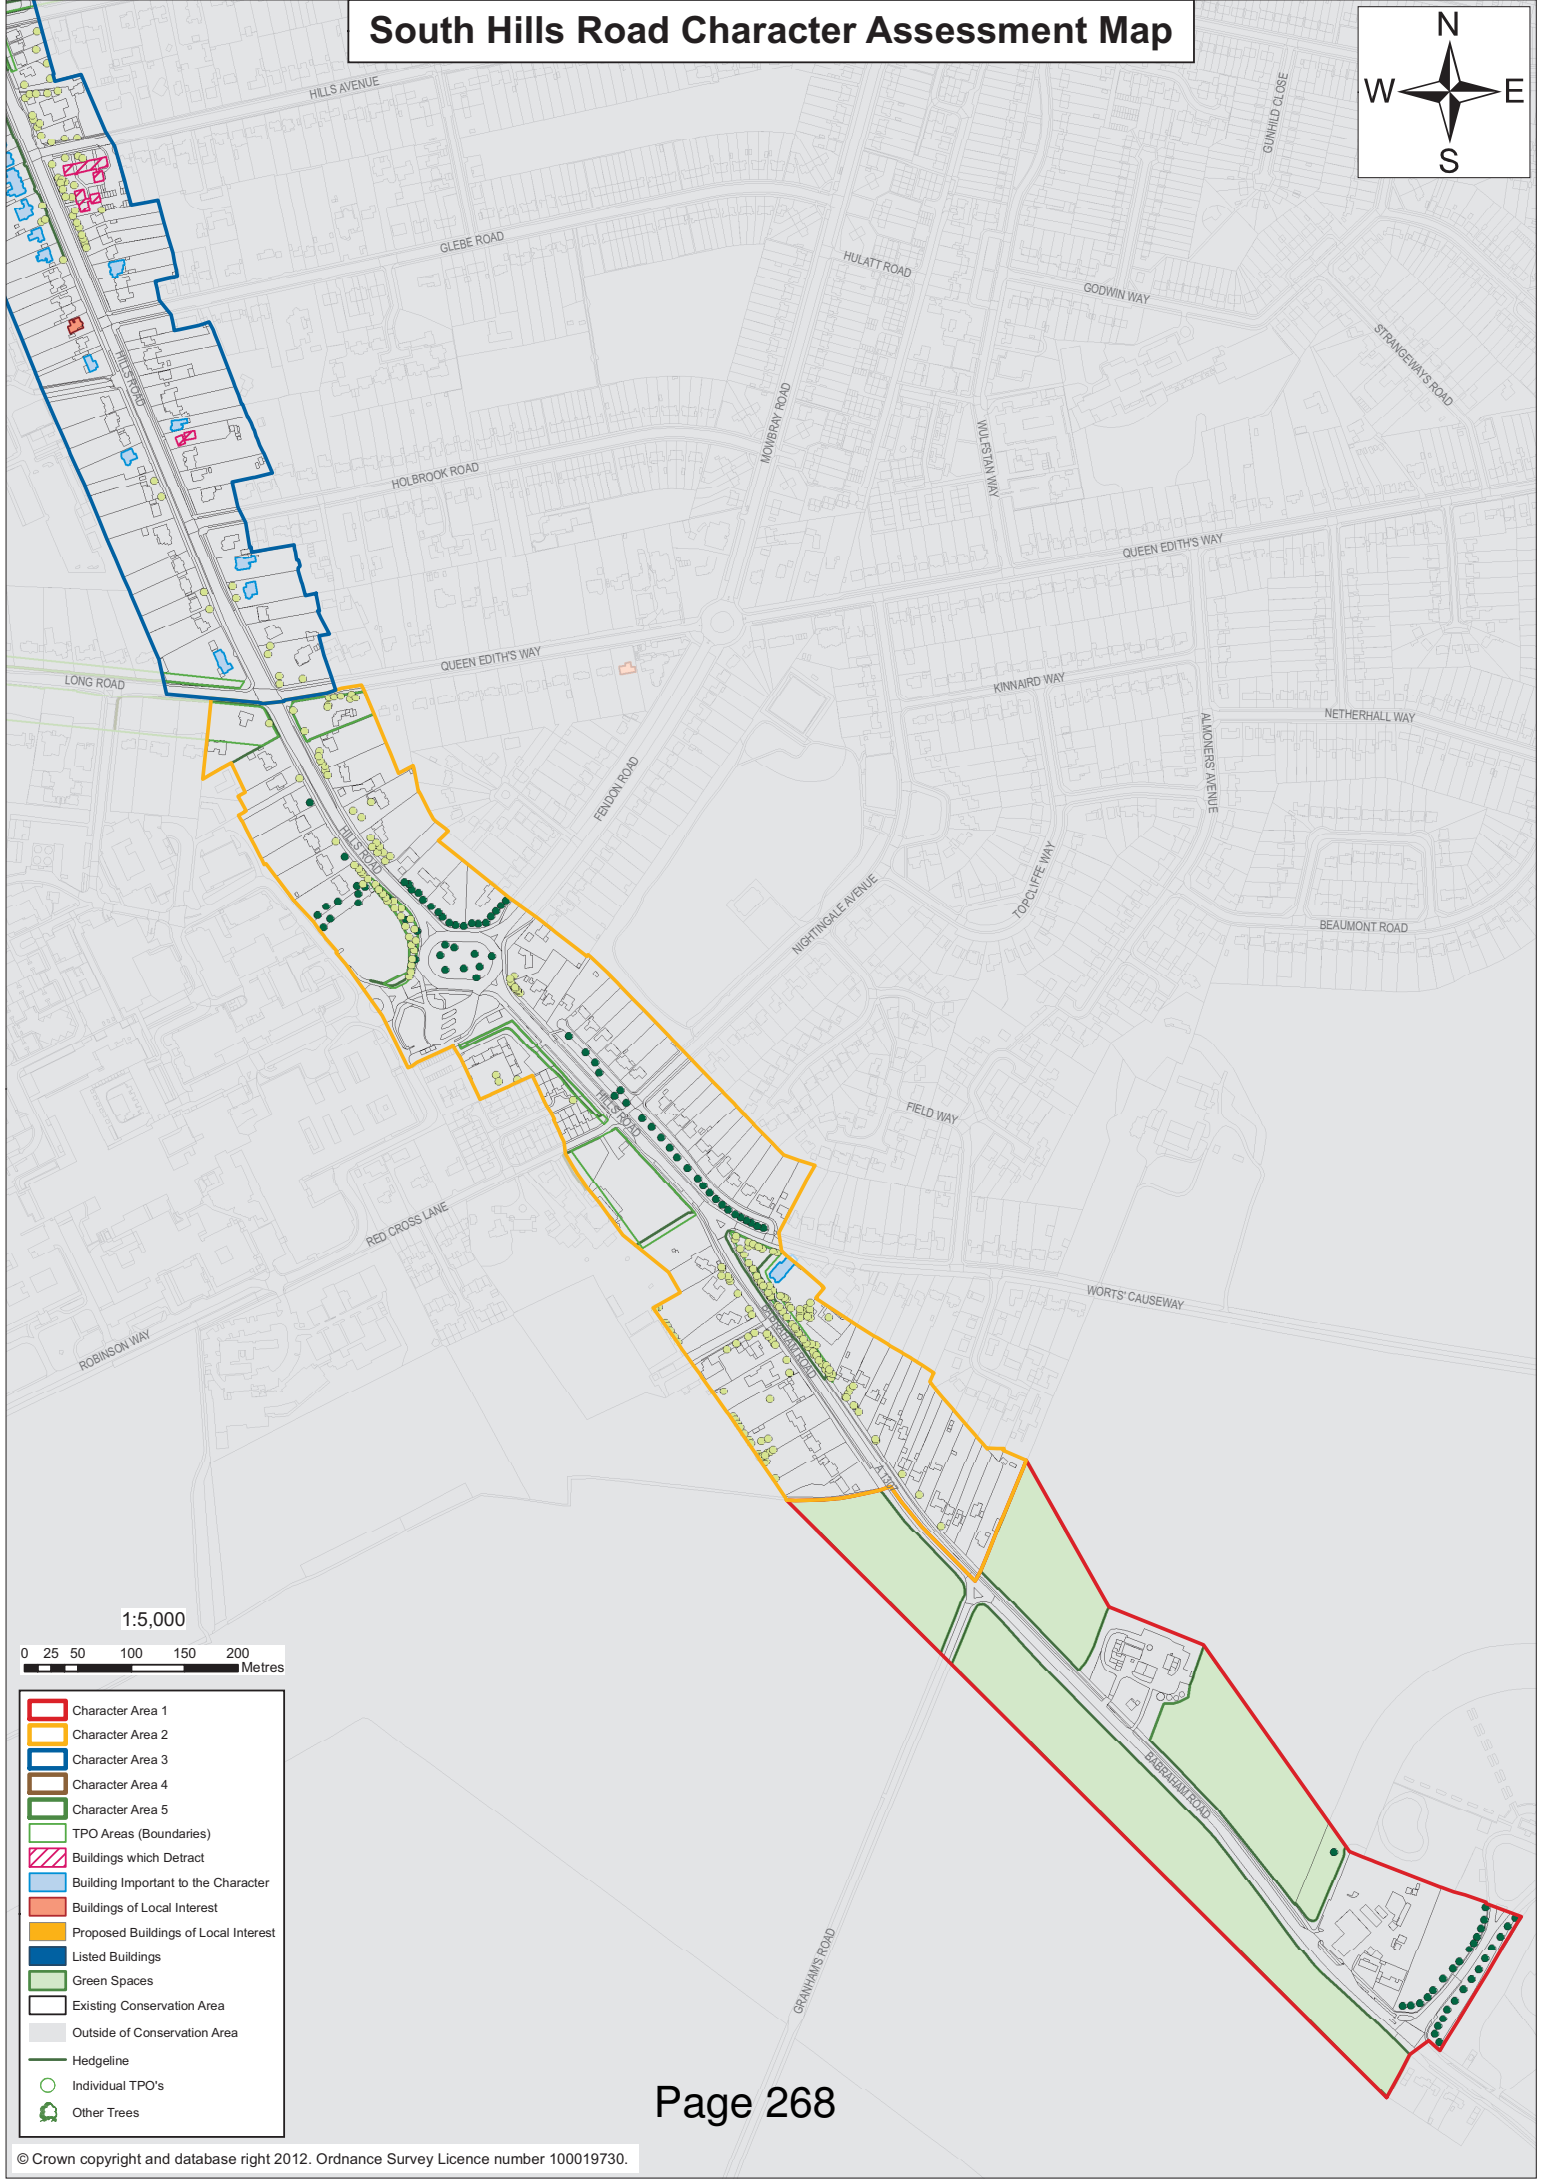 South Hills Road Character Assessment Map
N
W E
S
HILLS AVENUE
GUNHILD CLOSE
GLEBE ROAD
HULATT ROAD
GODWIN WAY
STRANGEWAYS ROAD
HILLS ROAD
MOWBRAY ROAD
WULFSTAN WAY
HOLBROOK ROAD
QUEEN EDITH'S WAY
QUEEN EDITH'S WAY
LONG ROAD
KINNAIRD WAY
NETHERHALL WAY
ALMONERS' AVENUE
FENDON ROAD
HILLS ROAD
TOPCLIFFE WAY
NIGHTINGALE AVENUE
BEAUMONT ROAD
HILLS ROAD
FIELD WAY
RED CROSS LANE
WORTS' CAUSEWAY
ROBINSON WAY
BABRAHAM ROAD
A 1307
BABRAHAM ROAD
GRANHAM'S ROAD
1:5,000
0 25 50 100 150 200
Metres
Character Area 1
Character Area 2
Character Area 3
Character Area 4
Character Area 5
TPO Areas (Boundaries)
Buildings which Detract
Building Important to the Character
Buildings of Local Interest
Proposed Buildings of Local Interest
Listed Buildings
Green Spaces
Existing Conservation Area
Outside of Conservation Area
Hedgeline
Individual TPO's
Other Trees
Page 268
© Crown copyright and database right 2012. Ordnance Survey Licence number 100019730.